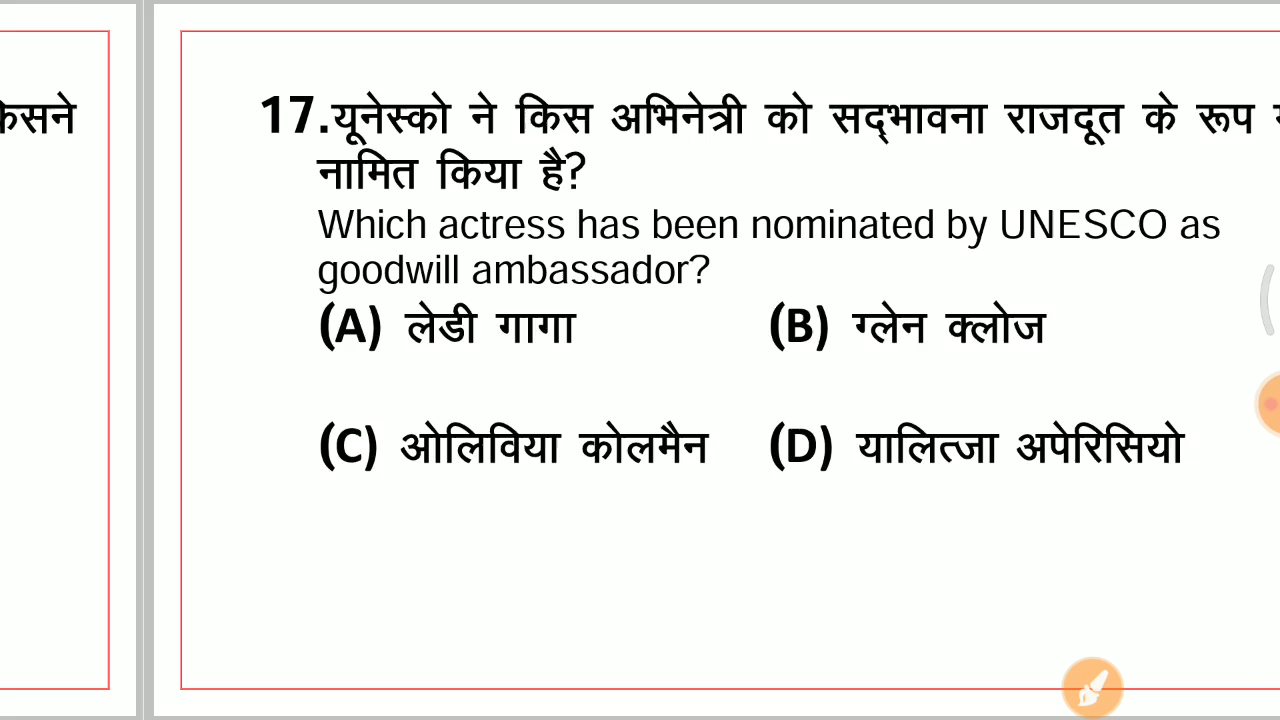 किसने
17.यूनेस्को ने किस अभिनेत्री को सद्‌भावना राजदूत के रूप
नामित किया है?
Which actress has been nominated by UNESCO as
goodwill ambassador?
(A) लेडी गागा (B) ग्लेन क्लोज
(C) ओलिविया कोलमैन (D) यालित्जा अपेरिसियो